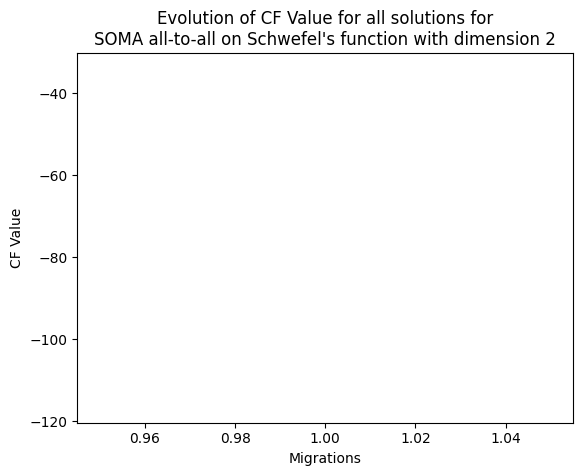 Evolution of CF Value for all solutions for
SOMA all-to-all on Schwefel's function with dimension 2
−40
−60
−80
−100
−120
CF Value
0.96 0.98 1.00 1.02 1.04
Migrations